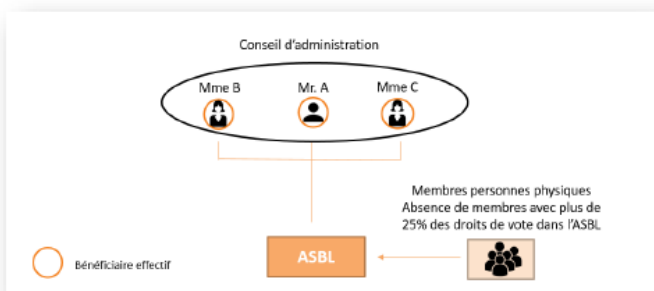 Conseil d'administration
Mme B
Mr. A
Mme C
Membres personnes physiques
Absence de membres avec plus de
25% des droits de vote dans l'ASBL
ASBL
Bénéficiaire effectif